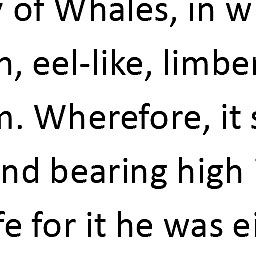 of Whales, in w
, eel-like, limber
. Wherefore, it s
nd bearing high
fe for it he was ei